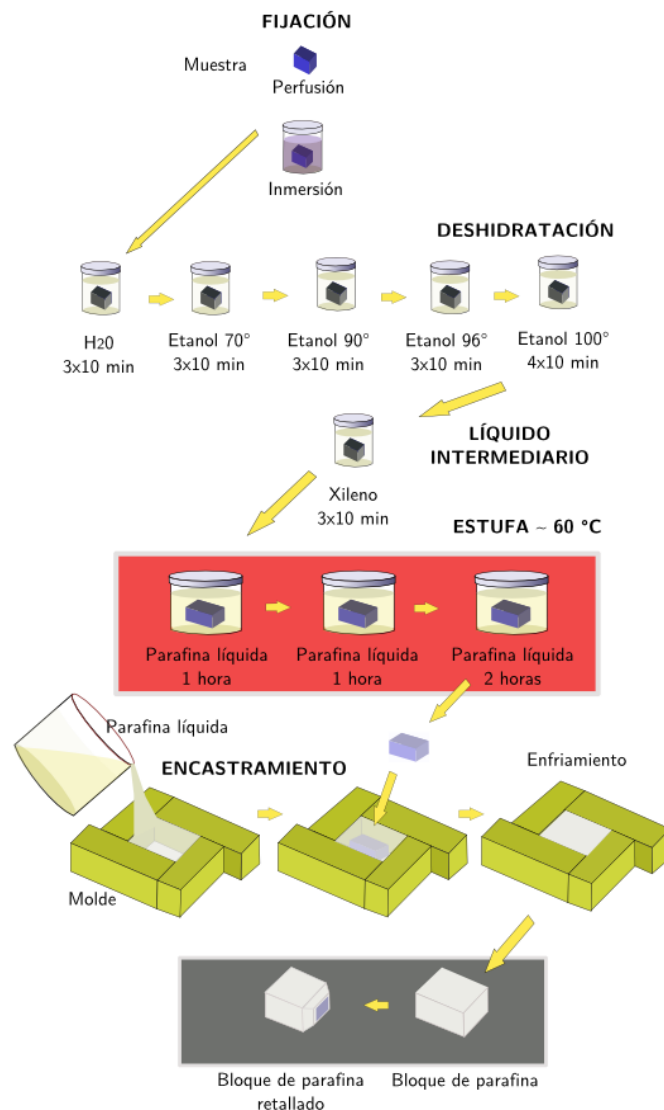 FIJACIÓN
Muestra
Perfusión
Inmersión
DESHIDRATACIÓN
H20
3x10 min
Etanol 70°
3x10 min
Etanol 90°
3x10 min
Etanol 96°
3x10 min
Etanol 100°
4x10 min
LÍQUIDO
INTERMEDIARIO
Xileno
3x10 min
ESTUFA ~ 60 °C
Parafina líquida
1 hora
Parafina líquida
1 hora
Parafina líquida
2 horas
Parafina líquida
ENCASTRAMIENTO
Enfriamiento
Molde
Bloque de parafina
retallado
Bloque de parafina